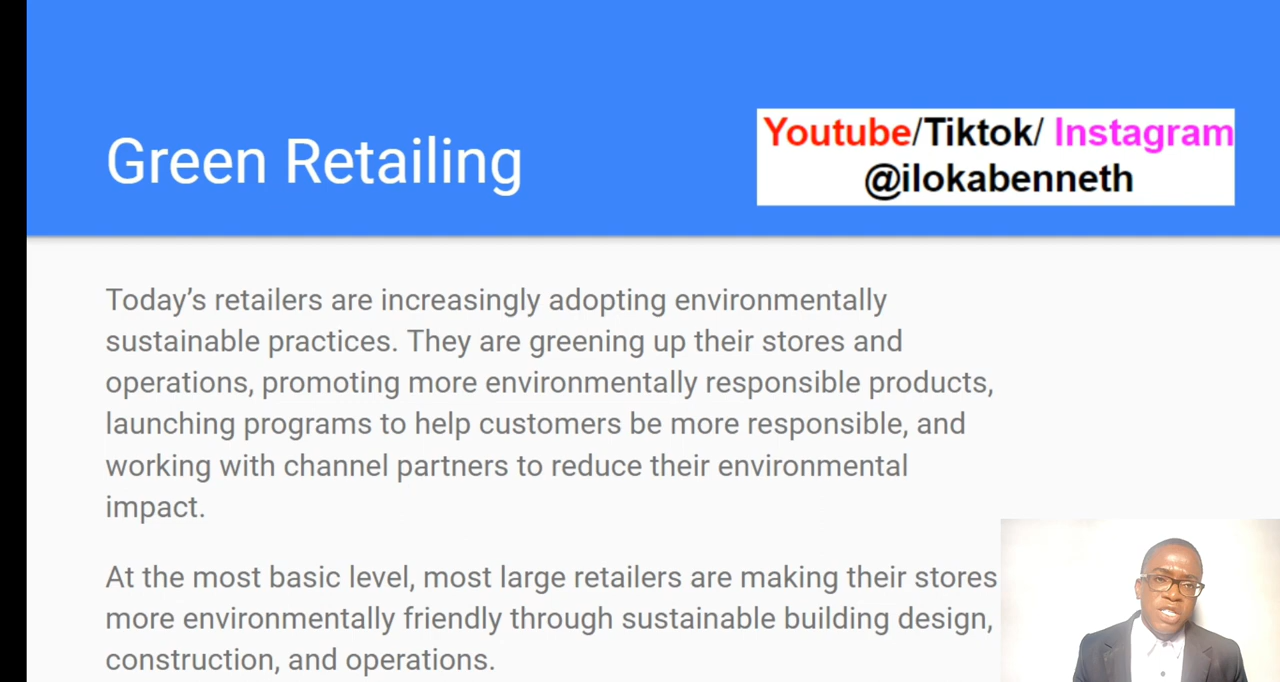 Green Retailing
Youtube/Tiktok/ Instagram
@ilokabenneth
Today’s retailers are increasingly adopting environmentally
sustainable practices. They are greening up their stores and
operations, promoting more environmentally responsible products,
launching programs to help customers be more responsible, and
working with channel partners to reduce their environmental
impact.
At the most basic level, most large retailers are making their stores
more environmentally friendly through sustainable building design,
construction, and operations.